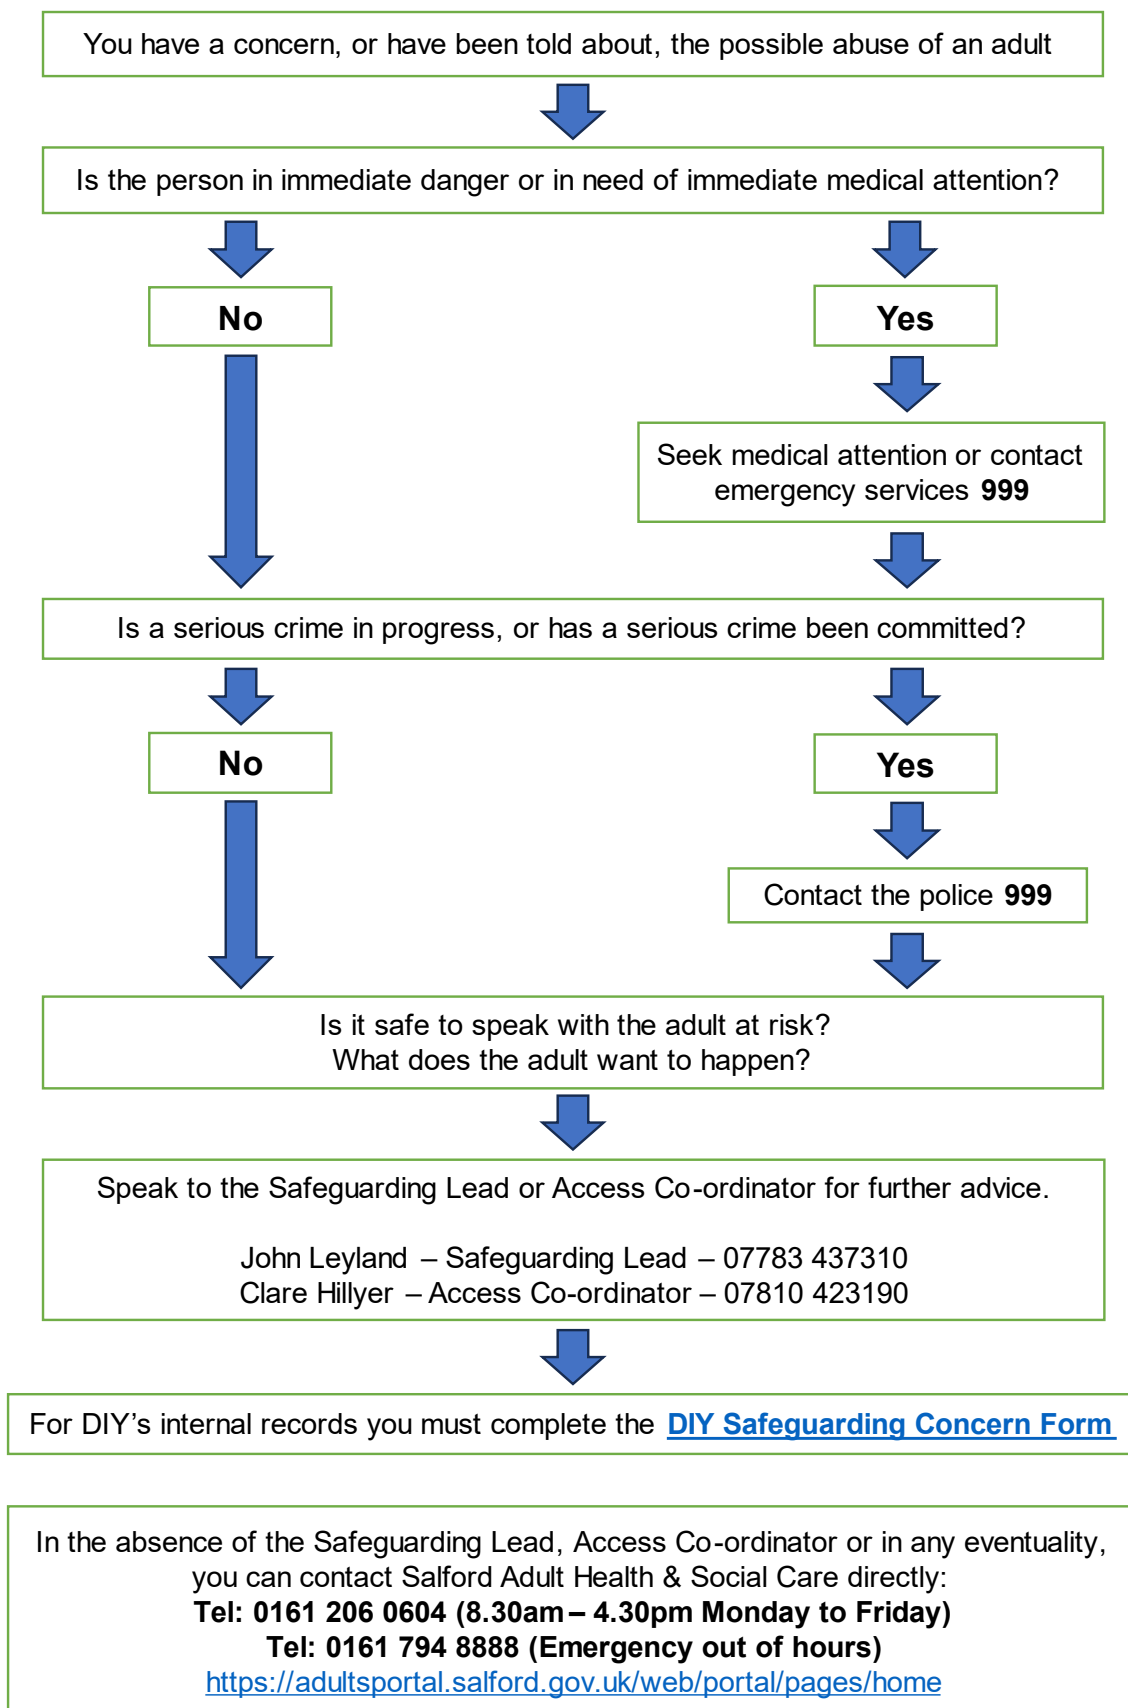 You have a concern, or have been told about, the possible abuse of an adult
Is the person in immediate danger or in need of immediate medical attention?
No
Yes
Seek medical attention or contact
emergency services 999
Is a serious crime in progress, or has a serious crime been committed?
No
Yes
Contact the police 999
Is it safe to speak with the adult at risk?
What does the adult want to happen?
Speak to the Safeguarding Lead or Access Co-ordinator for further advice.
John Leyland – Safeguarding Lead – 07783 437310
Clare Hillyer – Access Co-ordinator – 07810 423190
For DIY’s internal records you must complete the DIY Safeguarding Concern Form
In the absence of the Safeguarding Lead, Access Co-ordinator or in any eventuality,
you can contact Salford Adult Health & Social Care directly:
Tel: 0161 206 0604 (8.30am – 4.30pm Monday to Friday)
Tel: 0161 794 8888 (Emergency out of hours)
https://adultsportal.salford.gov.uk/web/portal/pages/home